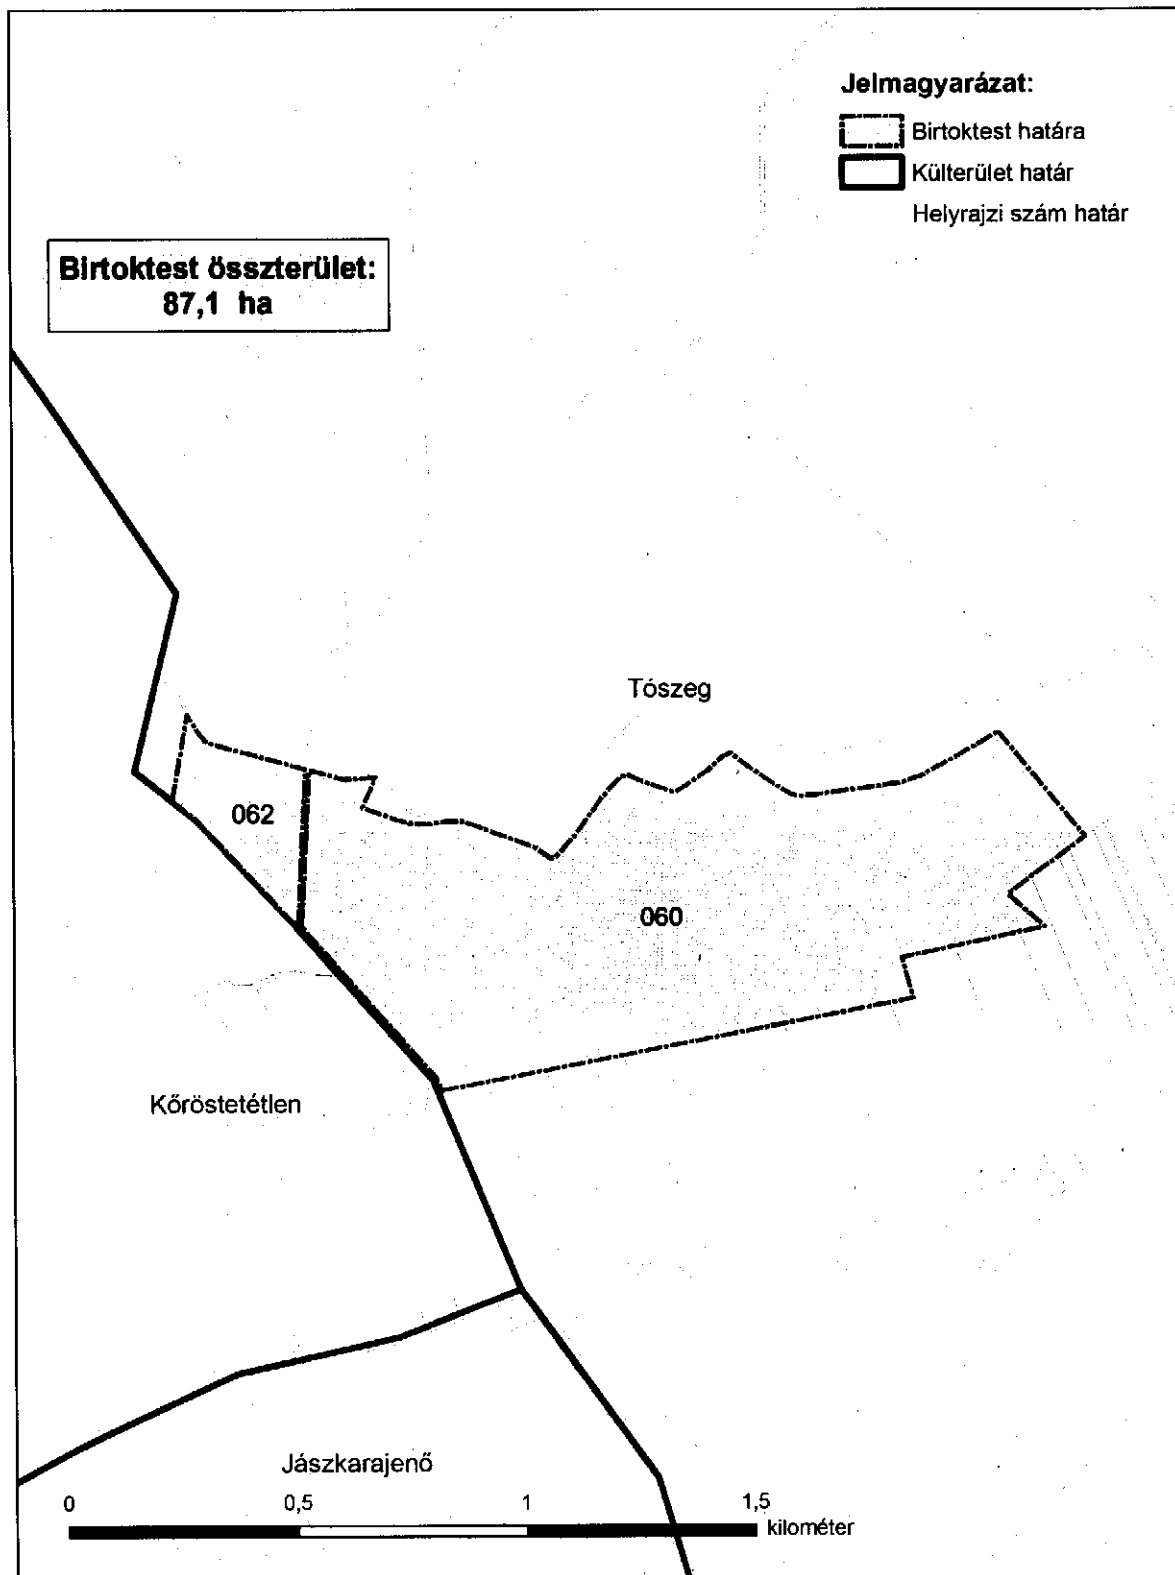 Jelmagyarázat:
Birtoktest határa
Külterület határ
Helyrajzi szám határ
Birtoktest összterület:
87,1 ha
Tószeg
062
060
Kőröstetétlen
Jászkarajenő
0 0,5 1 1,5
kilométer